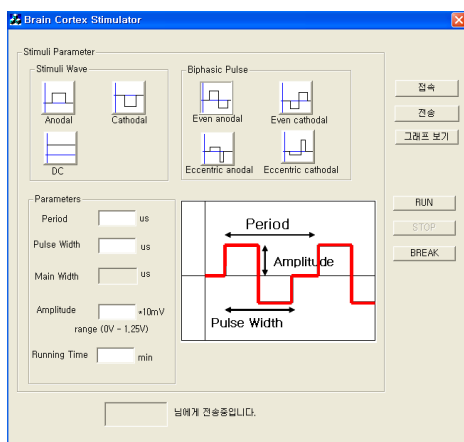 Brain Cortex Stimulator
Stimuli Parameter
Stimuli Wave
Anodal
Cathodal
DC
Biphasic Pulse
Even anodal
Even cathodal
Eccentric anodal
Eccentric cathodal
접속
전송
그래프 보기
RUN
STOP
BREAK
Parameters
Period us
Pulse Width us
Main Width us
Amplitude *10mV
range (0V - 1.25V)
Running Time min
Period
Amplitude
Pulse Width
님에게 전송중입니다.